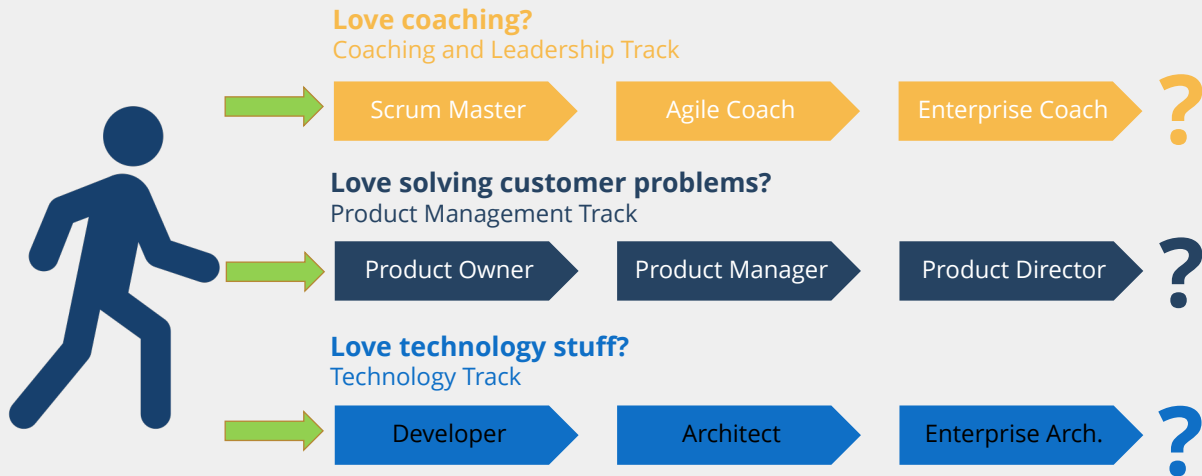 Love coaching?
Coaching and Leadership Track
Scrum Master
Agile Coach
Enterprise Coach
?
Love solving customer problems?
Product Management Track
Product Owner
Product Manager
Product Director
?
Love technology stuff?
Technology Track
Developer
Architect
Enterprise Arch.
?